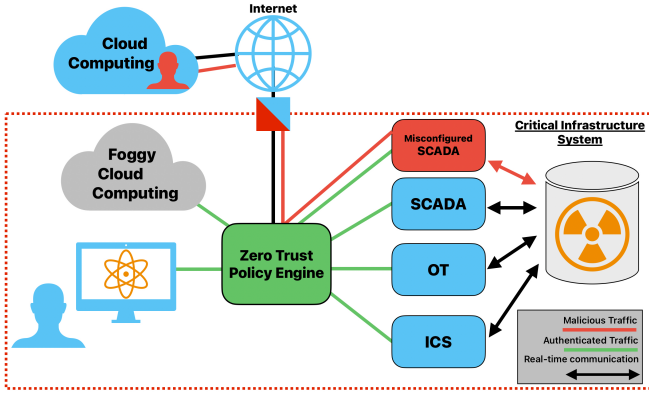 Internet
Cloud
Computing
Foggy
Cloud
Computing
Misconfigured
SCADA
Critical Infrastructure
System
SCADA
Zero Trust
Policy Engine
OT
ICS
Malicious Traffic
Authenticated Traffic
Real-time communication